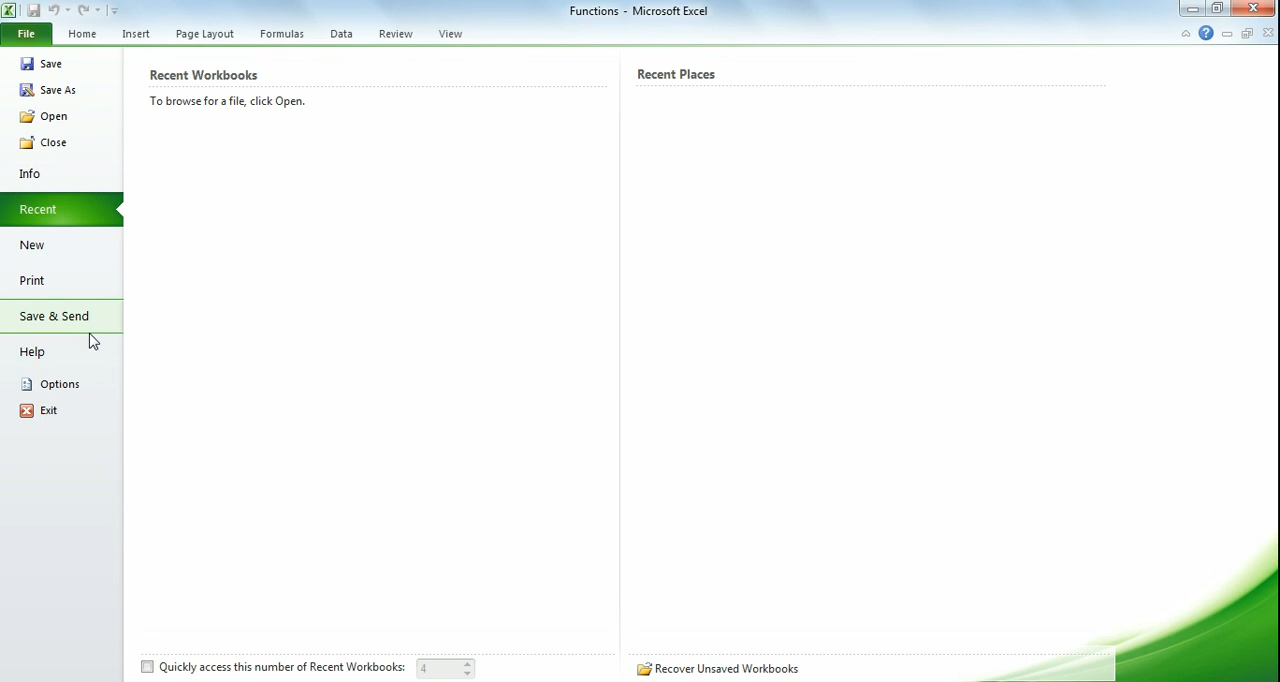 Functions - Microsoft Excel
File Home Insert Page Layout Formulas Data Review View
Save
Save As
Open
Close
Info
Recent
New
Print
Save & Send
Help
Options
Exit
Recent Workbooks
To browse for a file, click Open.
Quickly access this number of Recent Workbooks: 4
Recent Places
Recover Unsaved Workbooks